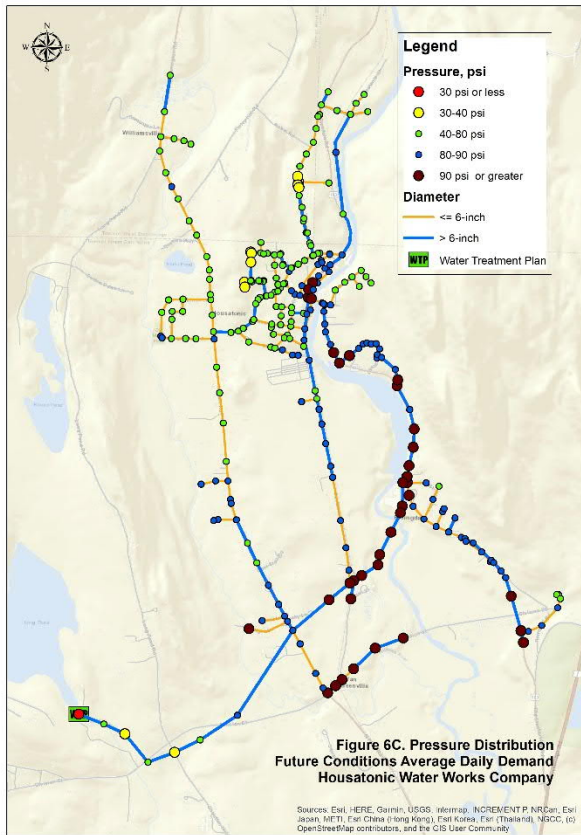 N
W E
S
Legend
Pressure, psi
30 psi or less
30-40 psi
40-80 psi
80-90 psi
90 psi or greater
Diameter
<= 6-inch
> 6-inch
WTP Water Treatment Plan
Williamsville
WTP
Figure 6C. Pressure Distribution
Future Conditions Average Daily Demand
Housatonic Water Works Company
Sources: Esri, HERE, Garmin, USGS, Intermap, INCREMENT P, NRCan, Esri
Japan, METI, Esri China (Hong Kong), Esri Korea, Esri (Thailand), NGCC, (c)
OpenStreetMap contributors, and the GIS User Community